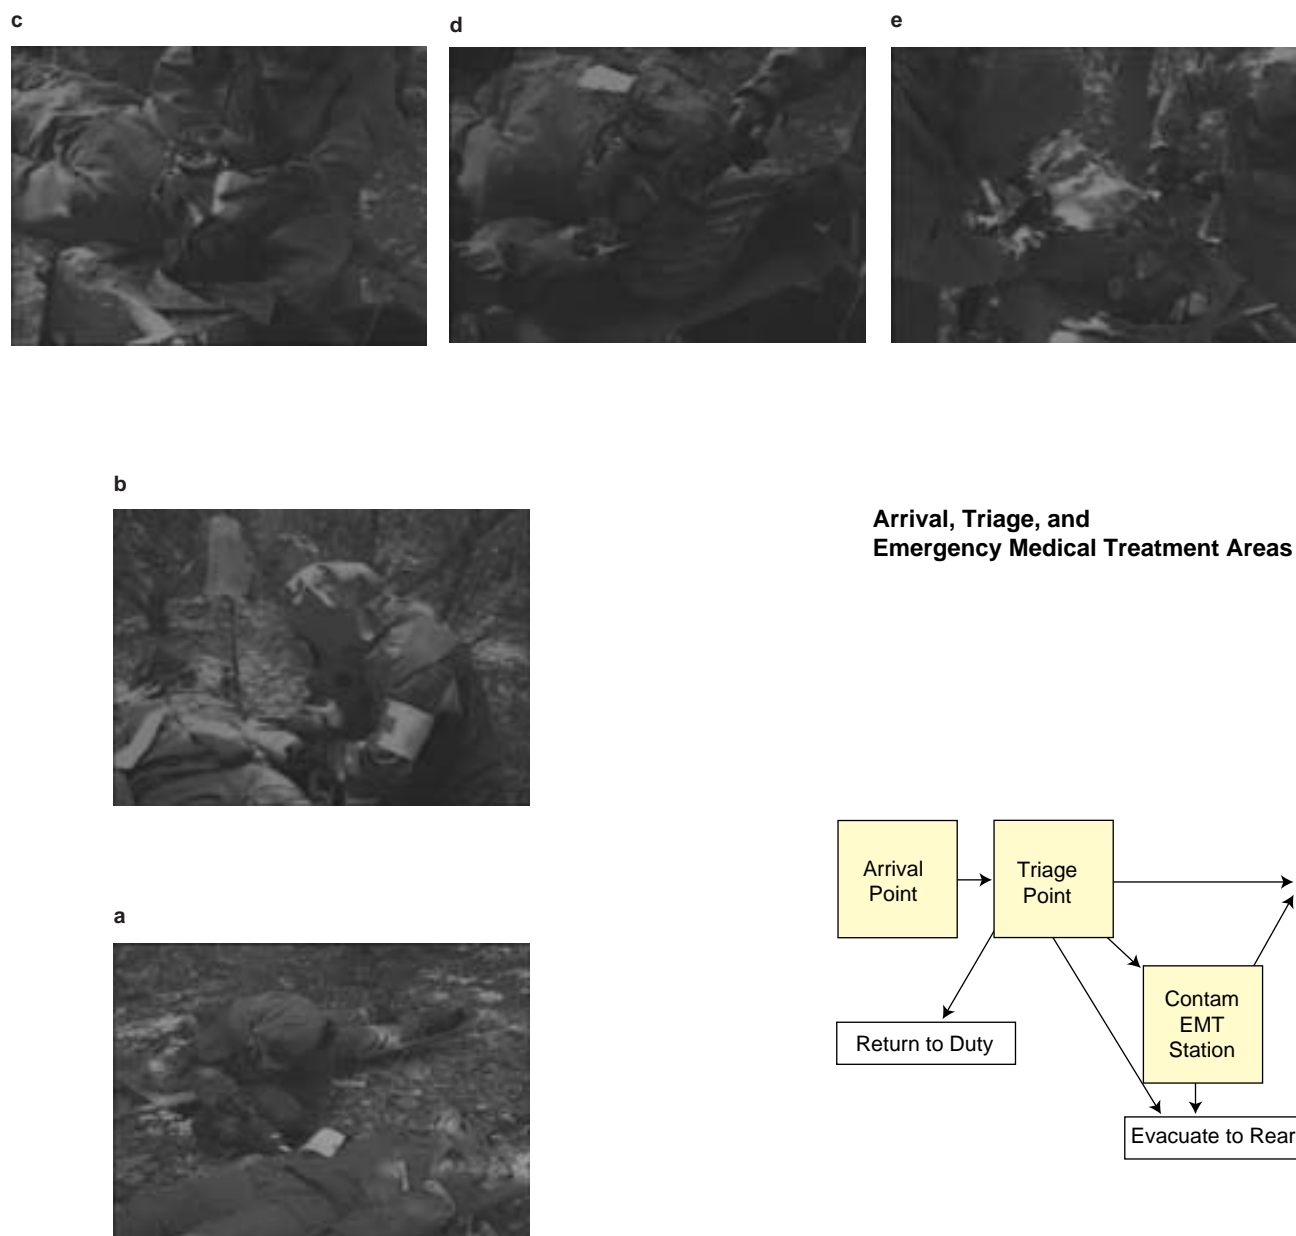 c
d
e
b
Arrival, Triage, and
Emergency Medical Treatment Areas
a
Arrival
Point
Triage
Point
Contam
EMT
Station
Return to Duty
Evacuate to Rear